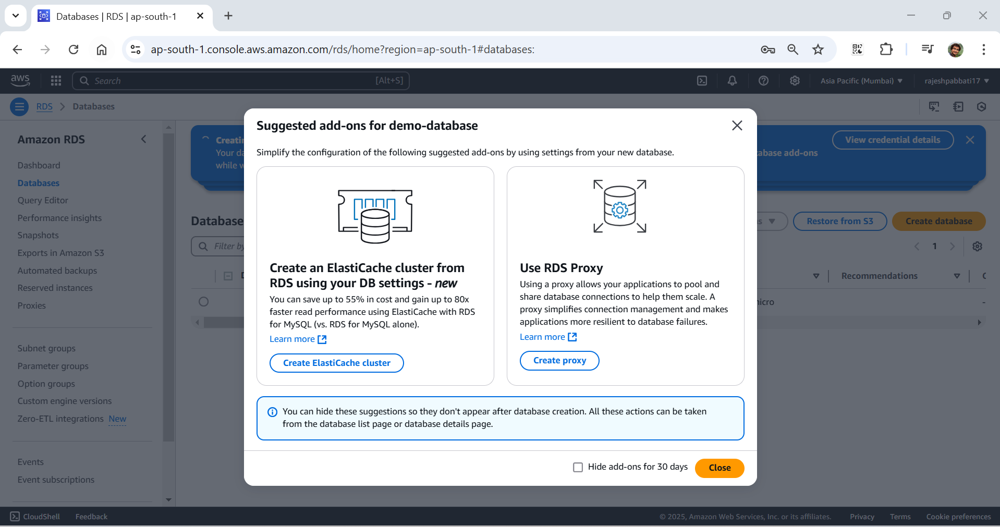 Databases | RDS | ap-south-1
ap-south-1.console.aws.amazon.com/rds/home?region=ap-south-1#databases:
aws
Search
[Alt+S]
Asia Pacific (Mumbai)
rajeshpabbati17
RDS
Databases
Amazon RDS
Dashboard
Databases
Query Editor
Performance insights
Snapshots
Exports in Amazon S3
Automated backups
Reserved instances
Proxies
Subnet groups
Parameter groups
Option groups
Custom engine versions
Zero-ETL integrations New
Events
Event subscriptions
View credential details
Your
while
add-ons
Database
Restore from S3
Create database
Filter
1
Recommendations
-
Suggested add-ons for demo-database
Simplify the configuration of the following suggested add-ons by using settings from your new database.
Create an ElastiCache cluster from
RDS using your DB settings - new
You can save up to 55% in cost and gain up to 80x
faster read performance using ElastiCache with RDS
for MySQL (vs. RDS for MySQL alone).
Learn more
Create ElastiCache cluster
Use RDS Proxy
Using a proxy allows your applications to pool and
share database connections to help them scale. A
proxy simplifies connection management and makes
applications more resilient to database failures.
Learn more
Create proxy
You can hide these suggestions so they don't appear after database creation. All these actions can be taken
from the database list page or database details page.
Hide add-ons for 30 days
Close
CloudShell
Feedback
© 2025, Amazon Web Services, Inc. or its affiliates.
Privacy
Terms
Cookie preferences